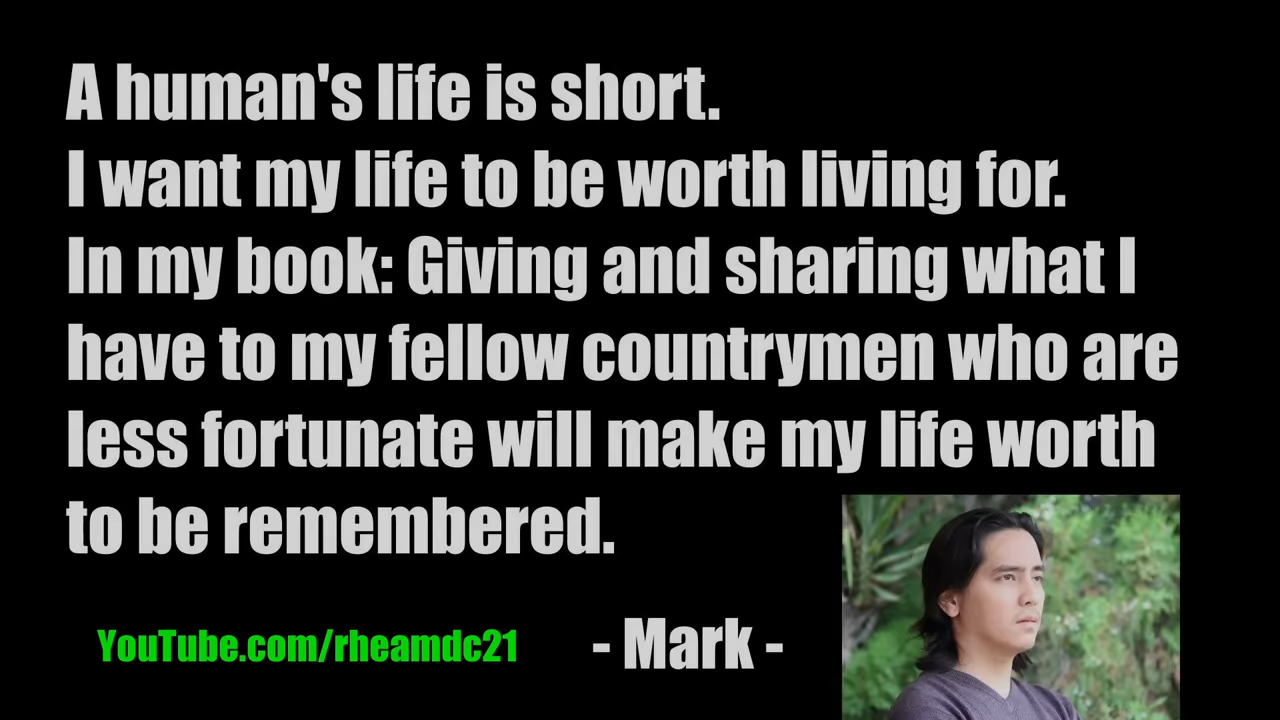 A human's life is short.
I want my life to be worth living for.
In my book: Giving and sharing what I
have to my fellow countrymen who are
less fortunate will make my life worth
to be remembered.
YouTube.com/rheamdc21
- Mark -